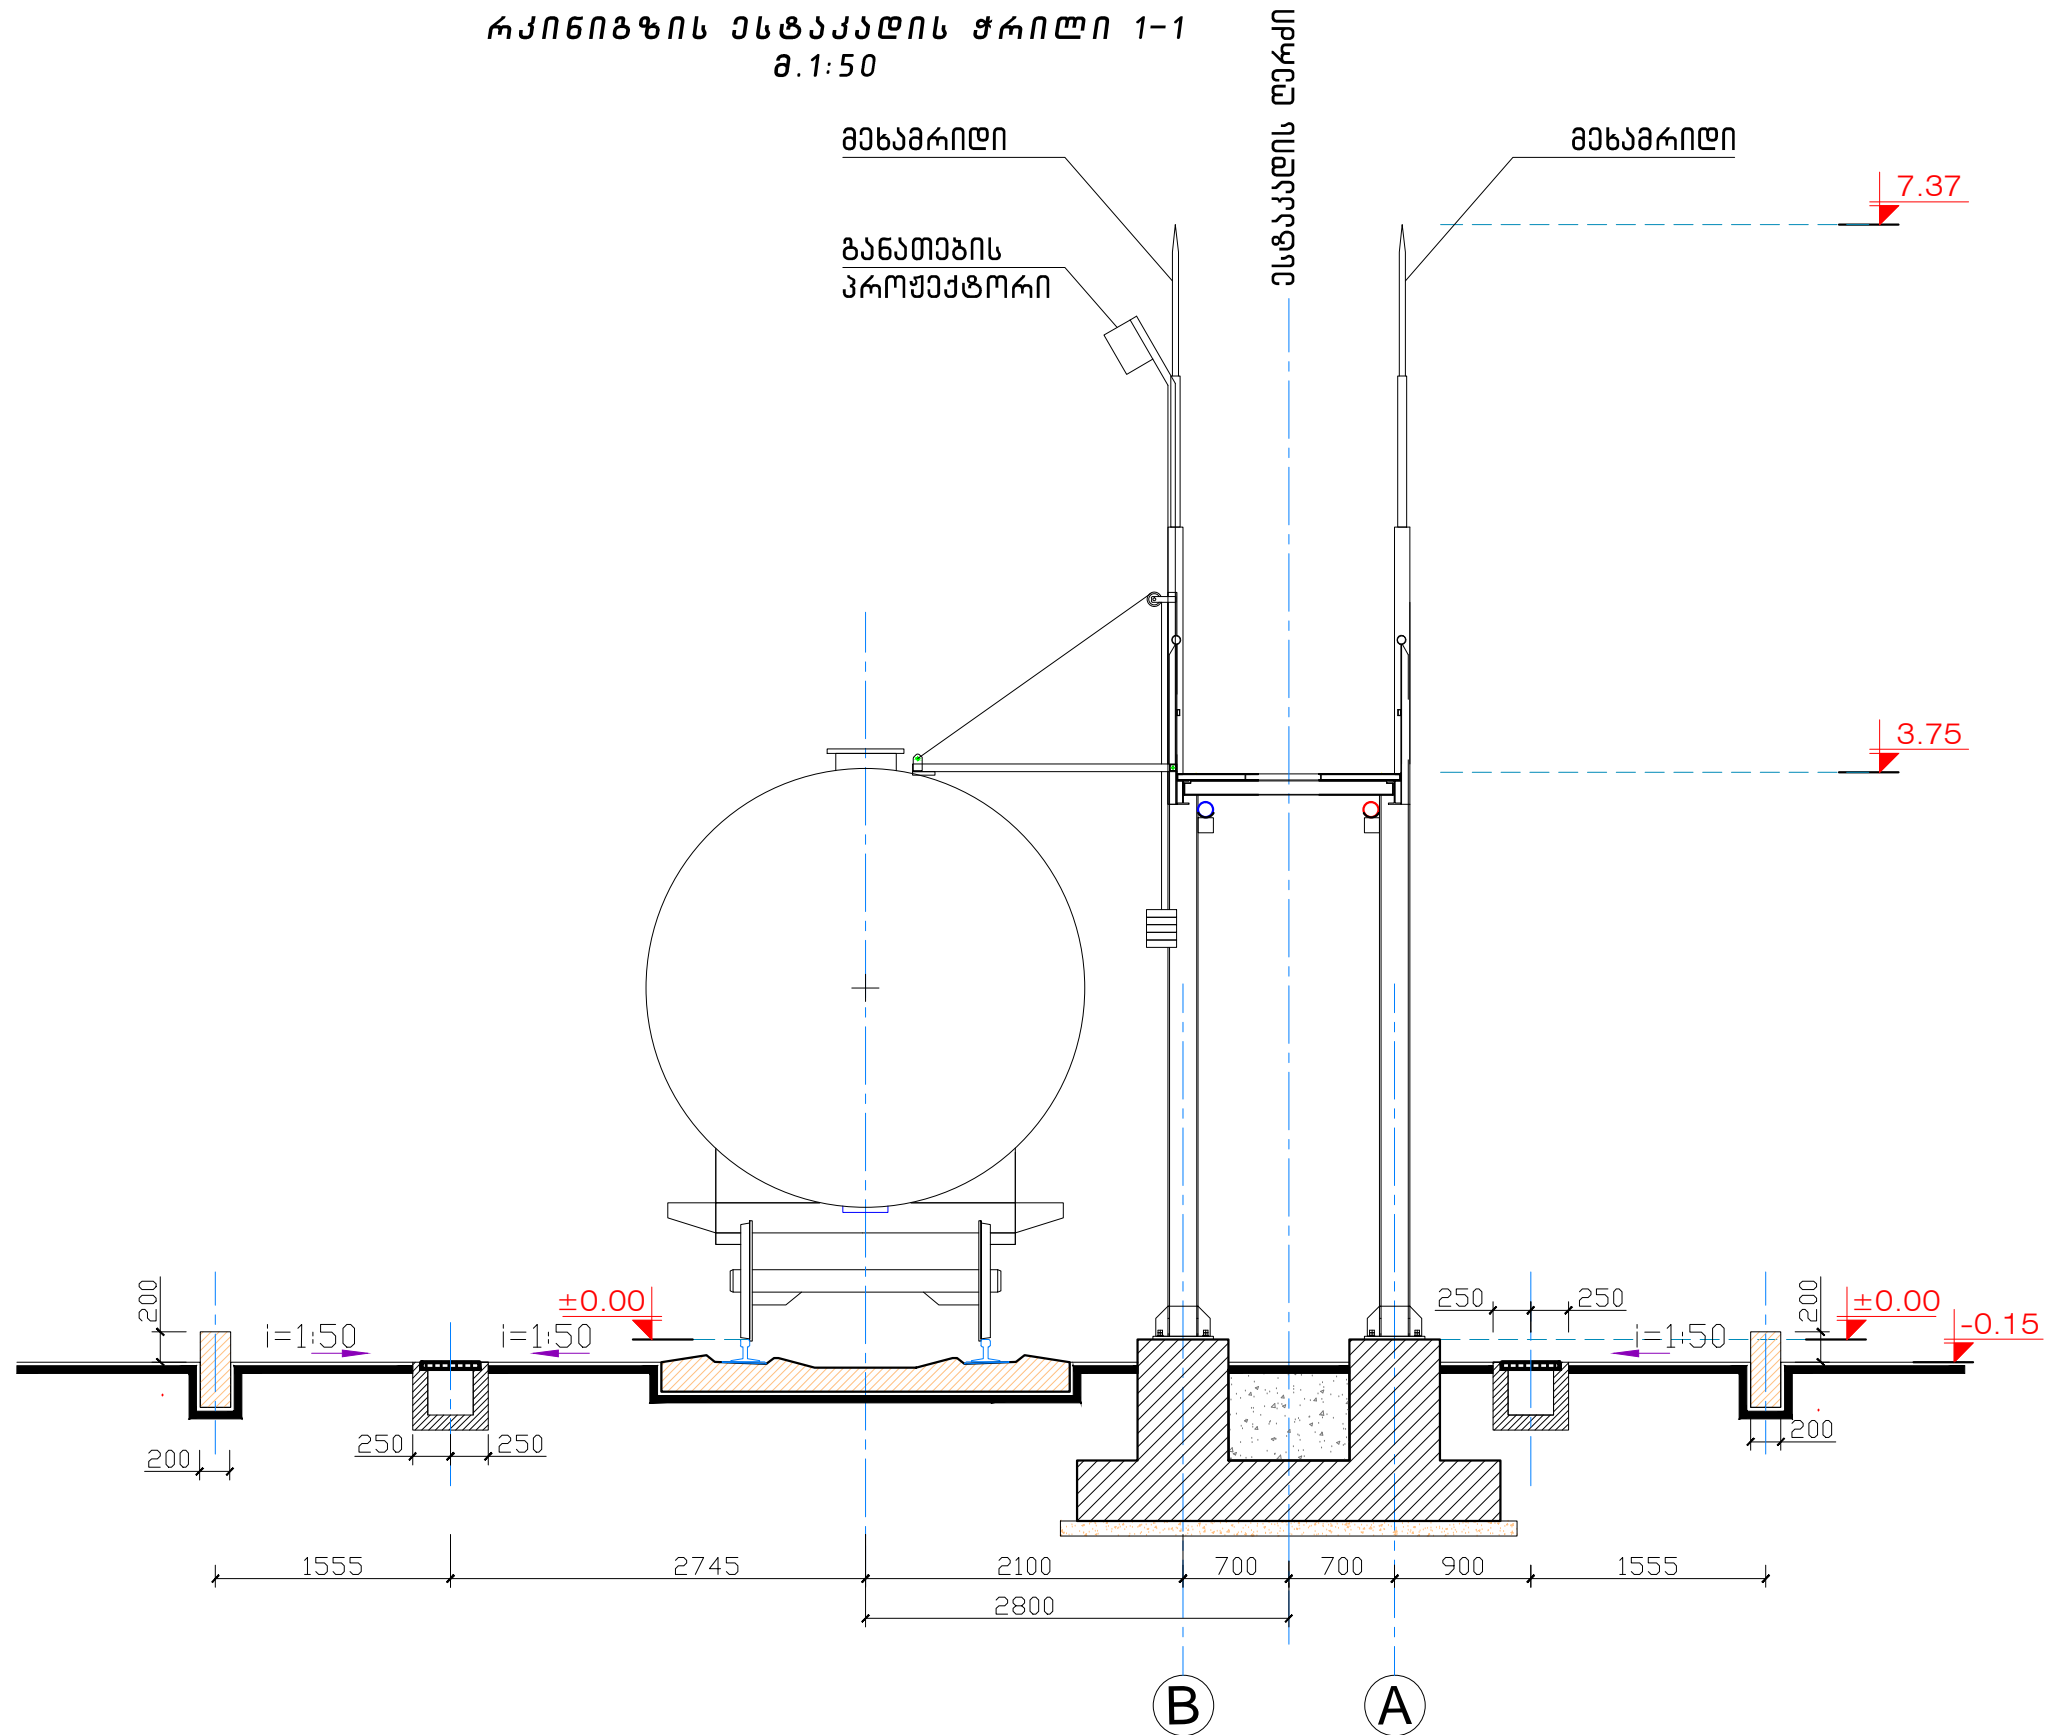 რკინიგზის ესტაკადის ჭრილი 1-1
მ.1:50
ესტაკადის ღერძი
მეხამრიდი
მეხამრიდი
7.37
განათების
პროჟექტორი
3.75
200
i=1:50
i=1:50
±0.00
250
250
i=1:50
200
±0.00
-0.15
200
250
250
200
1555
2745
2100
700
700
900
1555
2800
B
A